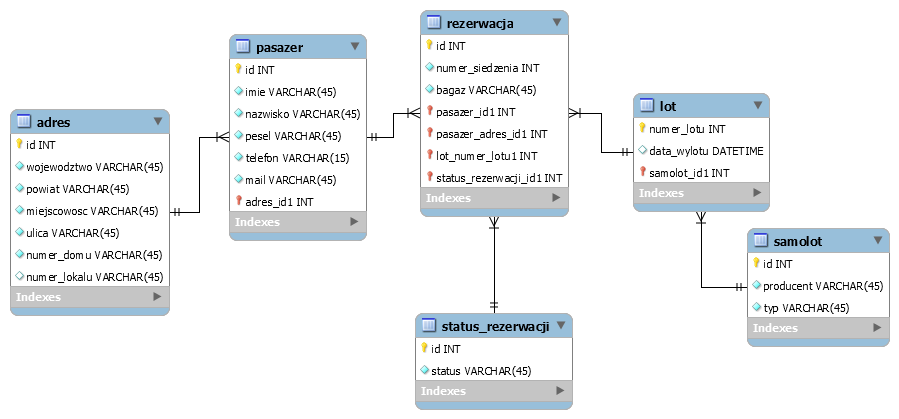 adres
id INT
wojewodztwo VARCHAR(45)
powiat VARCHAR(45)
miejscowosc VARCHAR(45)
ulica VARCHAR(45)
numer_domu VARCHAR(45)
numer_lokalu VARCHAR(45)
Indexes
pasazer
id INT
imie VARCHAR(45)
nazwisko VARCHAR(45)
pesel VARCHAR(45)
telefon VARCHAR(15)
mail VARCHAR(45)
adres_id1 INT
Indexes
rezerwacja
id INT
numer_siedzenia INT
bagaz VARCHAR(45)
pasazer_id1 INT
pasazer_adres_id1 INT
lot_numer_lotu1 INT
status_rezerwacji_id1 INT
Indexes
status_rezerwacji
id INT
status VARCHAR(45)
Indexes
lot
numer_lotu INT
data_wylotu DATETIME
samolot_id1 INT
Indexes
samolot
id INT
producent VARCHAR(45)
typ VARCHAR(45)
Indexes